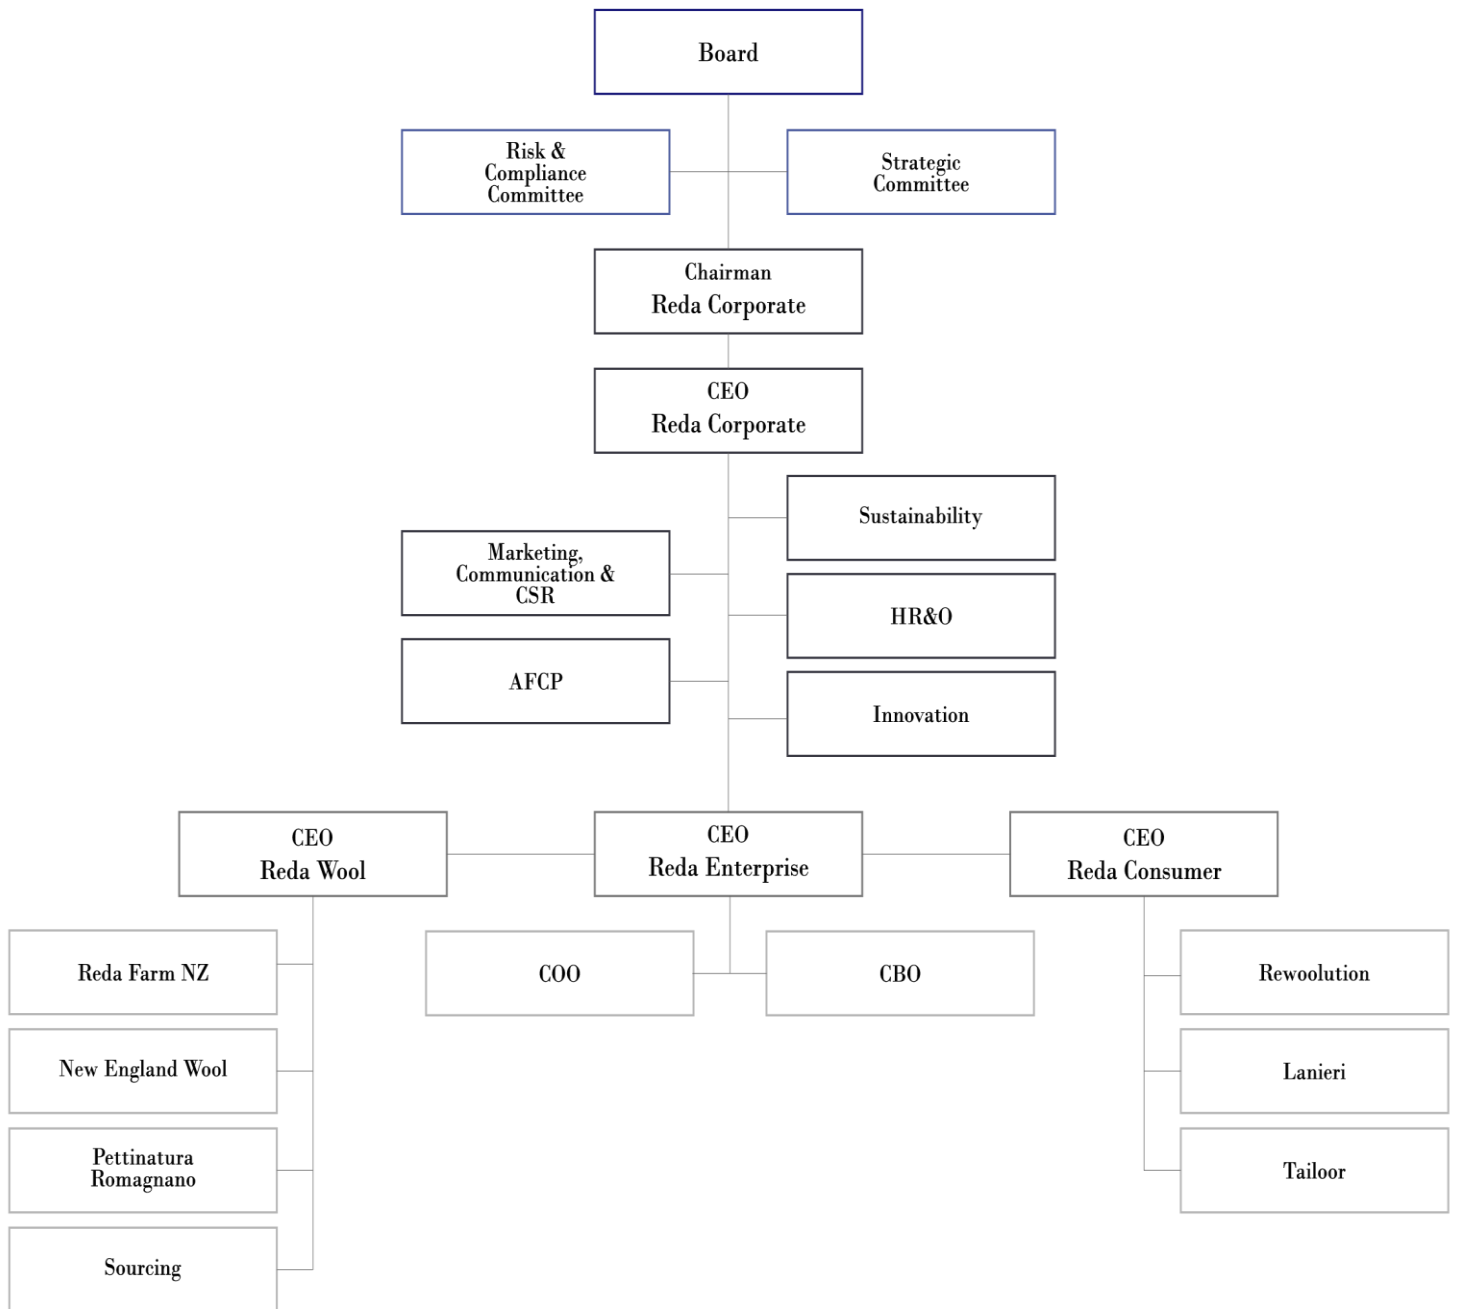 Board
Risk &
Compliance
Committee
Strategic
Committee
Chairman
Reda Corporate
CEO
Reda Corporate
Sustainability
Marketing,
Communication &
CSR
HR&O
AFCP
Innovation
CEO
Reda Wool
CEO
Reda Enterprise
CEO
Reda Consumer
Reda Farm NZ
COO
CBO
Rewoolution
New England Wool
Lanieri
Pettinatura
Romagnano
Tailoor
Sourcing